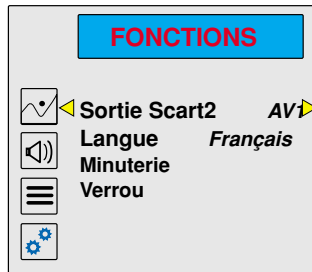 FONCTIONS
Sortie Scart2 AV1
Langue Français
Minuterie
Verrou